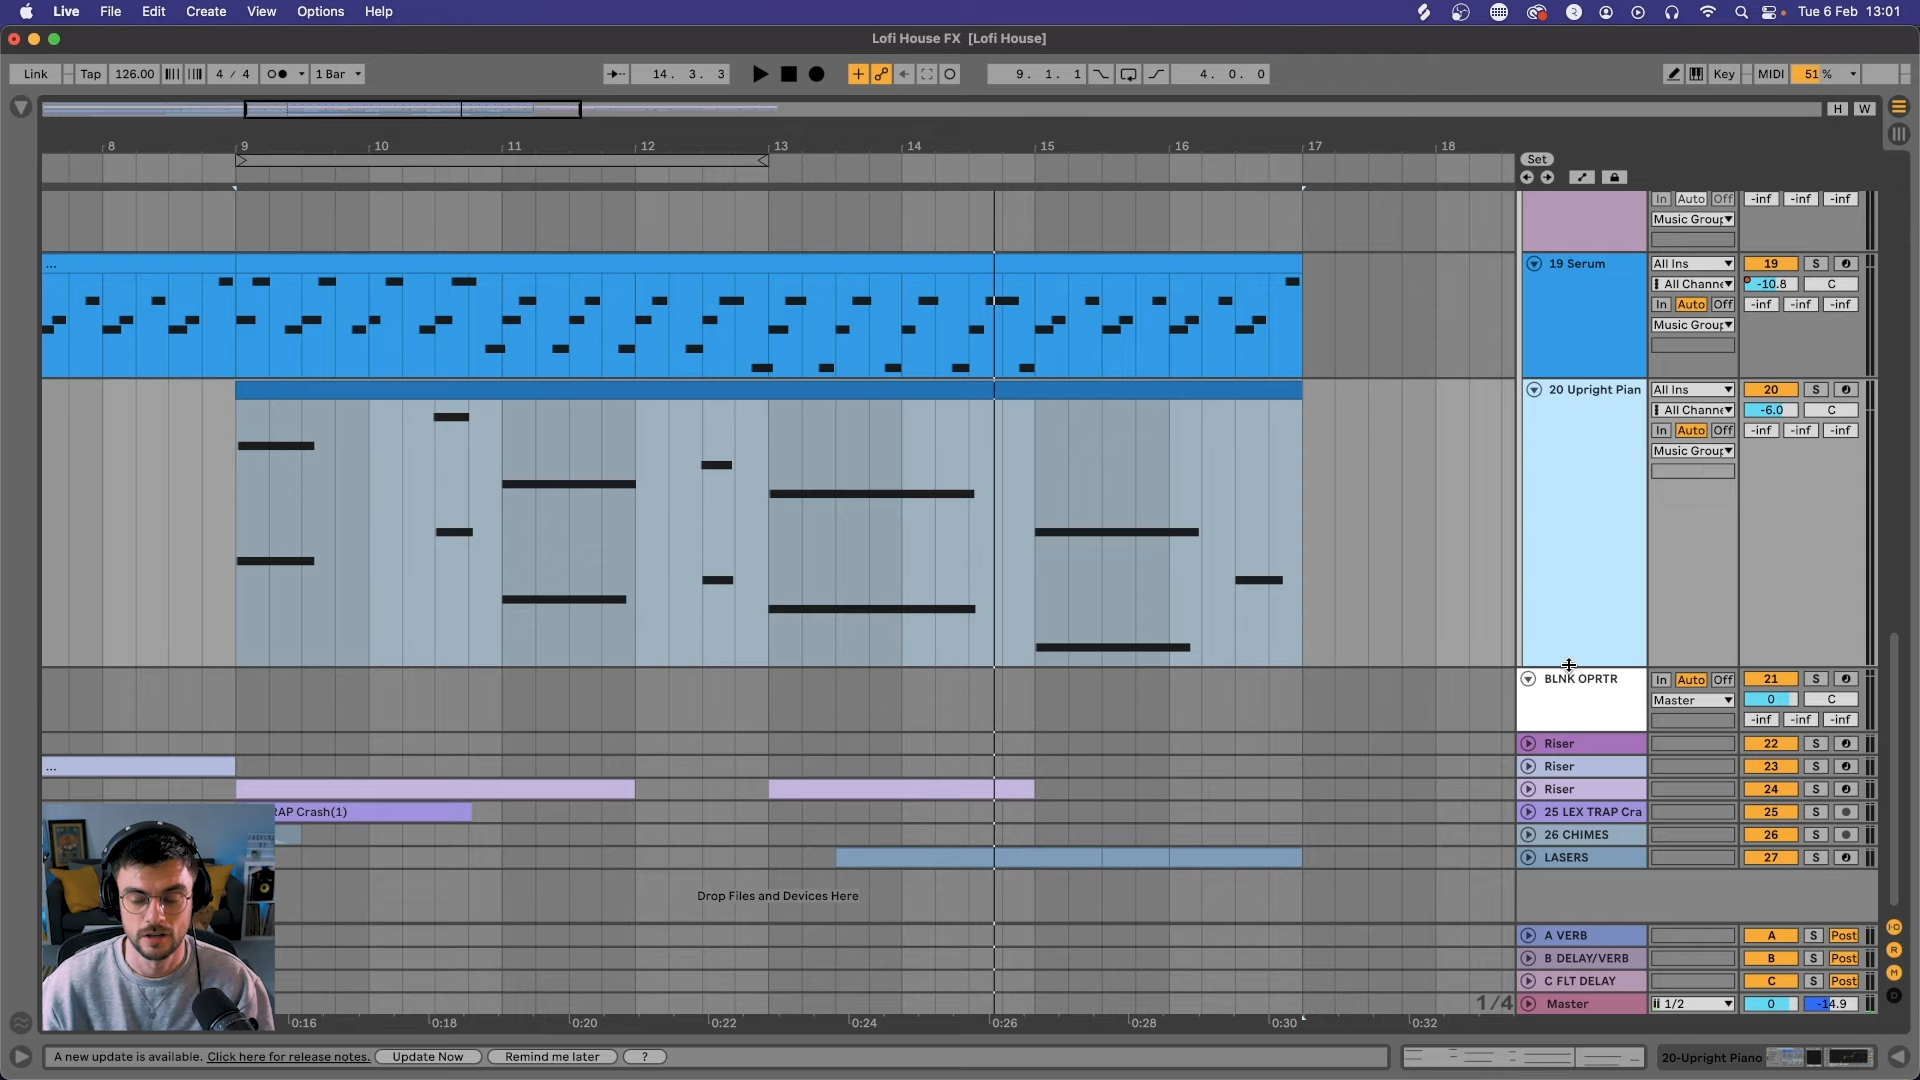 Live File Edit Create View Options Help Tue 6 Feb 13:01
Lofi House FX [Lofi House]
Link Tap 126.00 4 / 4 1 Bar 14. 3. 3 9. 1. 1 4. 0. 0 Key MIDI 51 %
H W
8 9 10 11 12 13 14 15 16 17 18
Set
In Auto Off -inf -inf -inf
Music Group
... 19 Serum All Ins 19 S
All Channe -10.8 C
In Auto Off -inf -inf -inf
Music Group
20 Upright Pian All Ins 20 S
All Channe -6.0 C
In Auto Off -inf -inf -inf
Music Group
BLNK OPRTR In Auto Off 21 S
Master 0 C
-inf -inf -inf
Riser 22 S
... Riser 23 S
Riser 24 S
RAP Crash(1) 25 LEX TRAP Cra 25 S
26 CHIMES 26 S
LASERS 27 S
Drop Files and Devices Here
A VERB A S Post
B DELAY/VERB B S Post
C FLT DELAY C S Post
1/4 Master 1/2 0 -14.9
0:16 0:18 0:20 0:22 0:24 0:26 0:28 0:30 0:32
I·O
R
M
D
A new update is available. Click here for release notes. Update Now Remind me later ? 20-Upright Piano